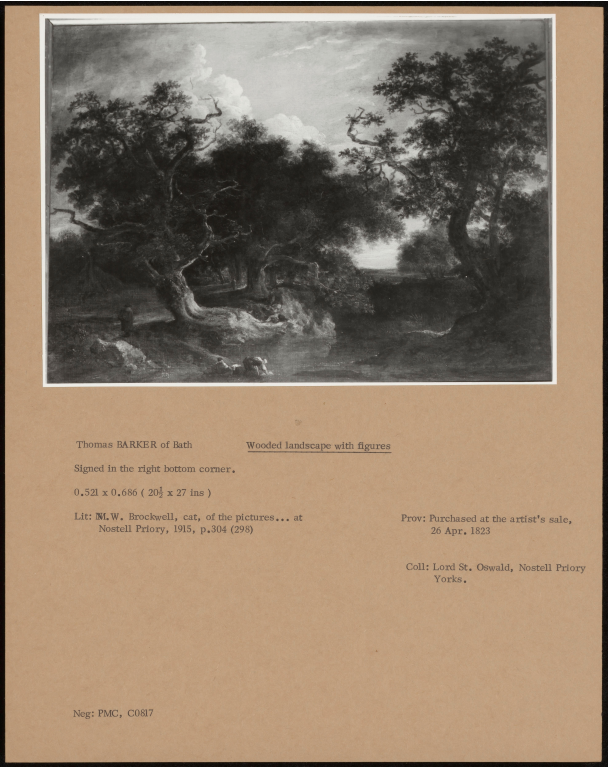 Thomas BARKER of Bath Wooded landscape with figures
Signed in the right bottom corner.
0.521 x 0.686 ( 20½ x 27 ins )
Lit: M.W. Brockwell, cat, of the pictures... at
Nostell Priory, 1915, p.304 (298)
Prov: Purchased at the artist's sale,
26 Apr. 1823
Coll: Lord St. Oswald, Nostell Priory
Yorks.
Neg: PMC, C0817